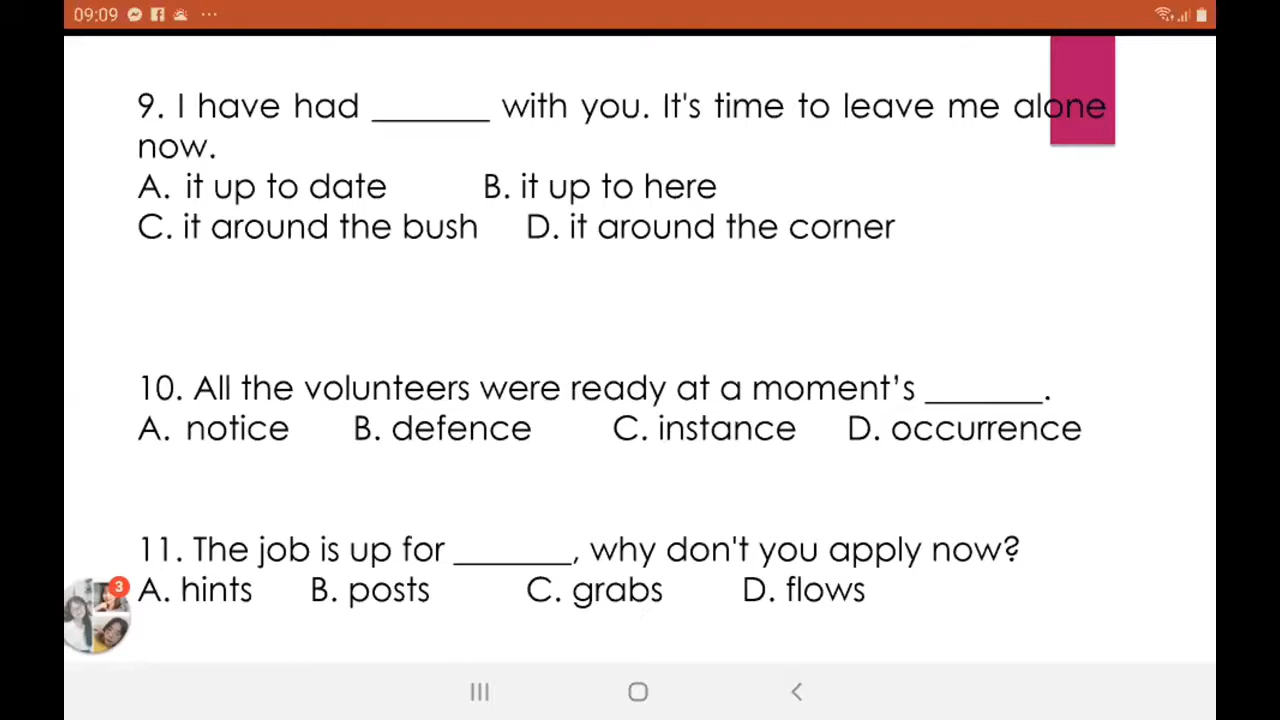 09:09
9. I have had _______ with you. It's time to leave me alone
now.
A. it up to date B. it up to here
C. it around the bush D. it around the corner
10. All the volunteers were ready at a moment’s _______.
A. notice B. defence C. instance D. occurrence
11. The job is up for _______, why don't you apply now?
3
A. hints B. posts C. grabs D. flows